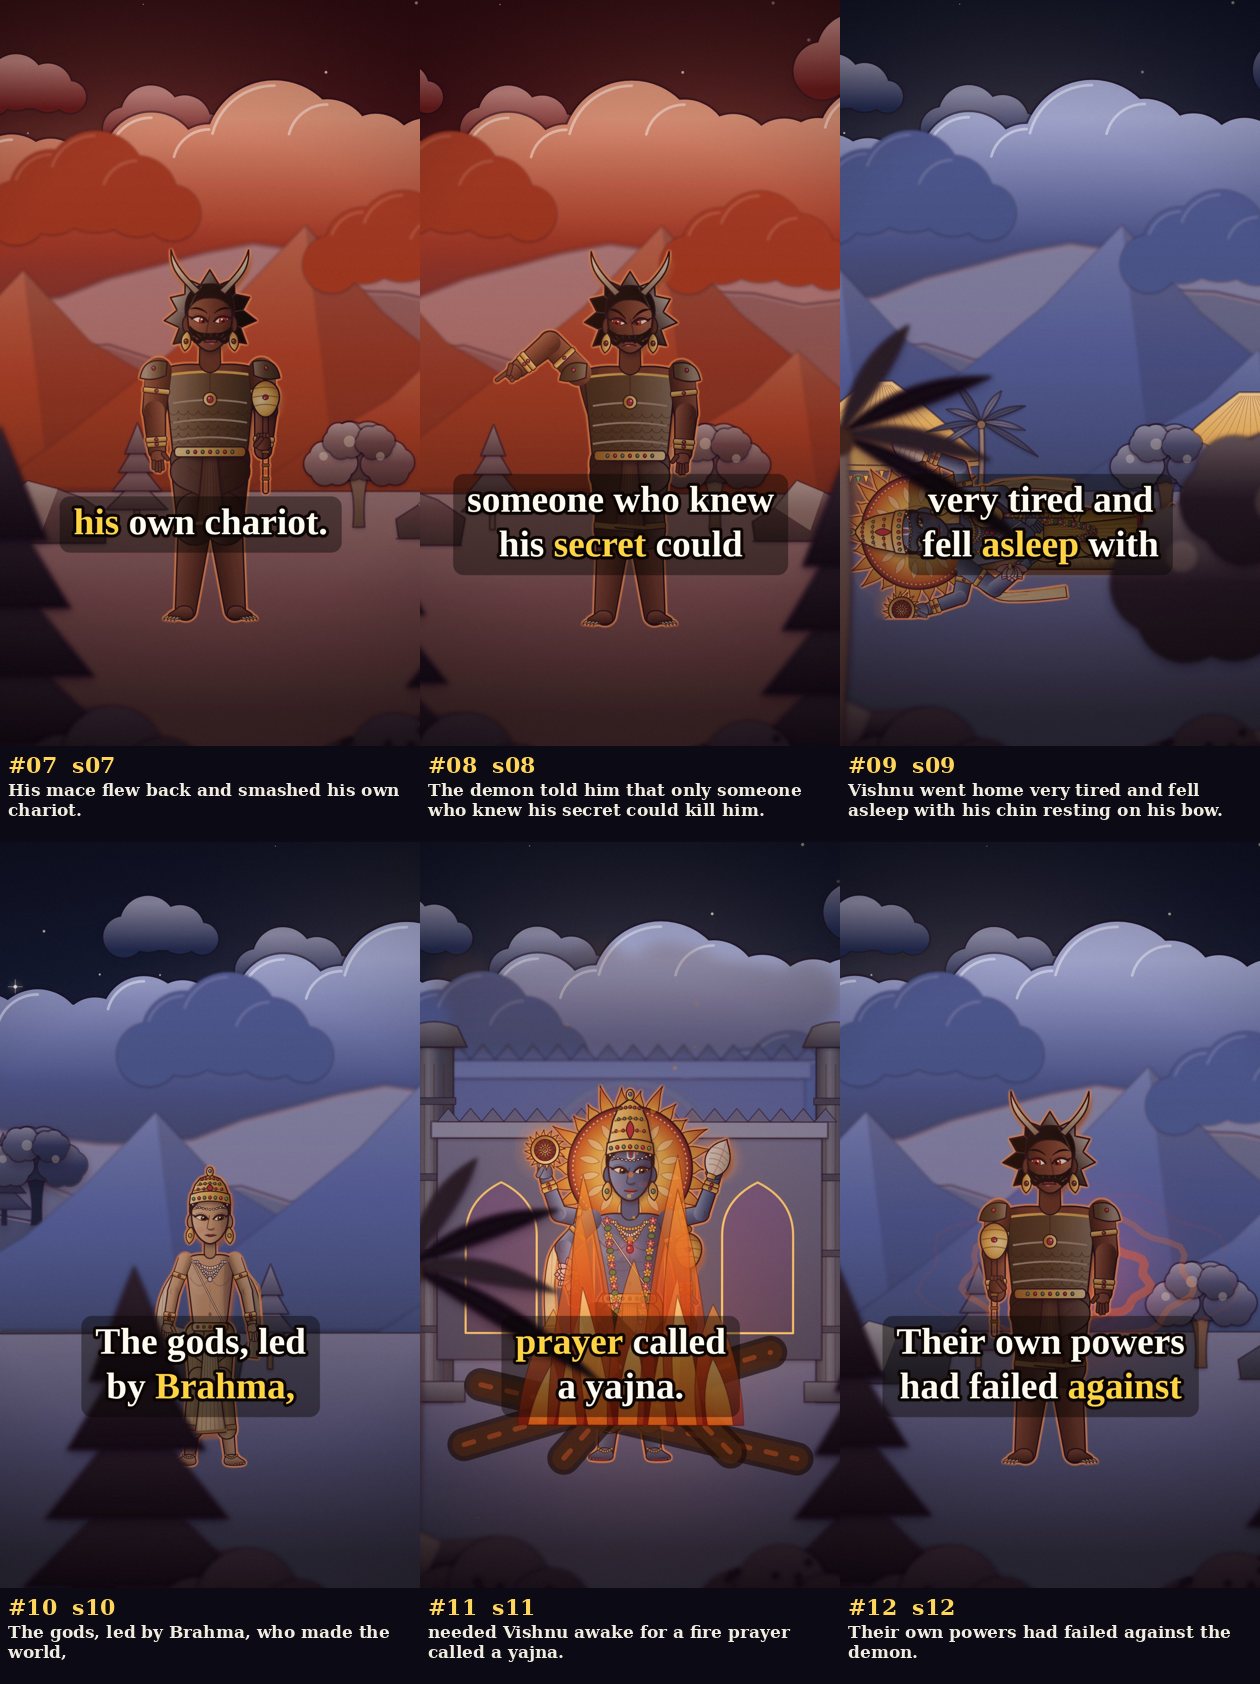 his own chariot.
someone who knew
his secret could
very tired and
fell asleep with
#07 s07
His mace flew back and smashed his own
chariot.
#08 s08
The demon told him that only someone
who knew his secret could kill him.
#09 s09
Vishnu went home very tired and fell
asleep with his chin resting on his bow.
The gods, led
by Brahma,
prayer called
a yajna.
Their own powers
had failed against
#10 s10
The gods, led by Brahma, who made the
world,
#11 s11
needed Vishnu awake for a fire prayer
called a yajna.
#12 s12
Their own powers had failed against the
demon.